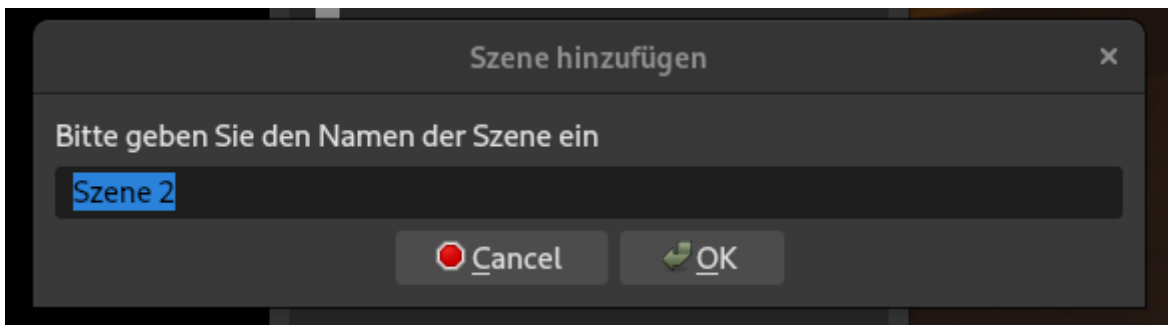 Szene hinzufügen
Bitte geben Sie den Namen der Szene ein
Szene 2
Cancel OK